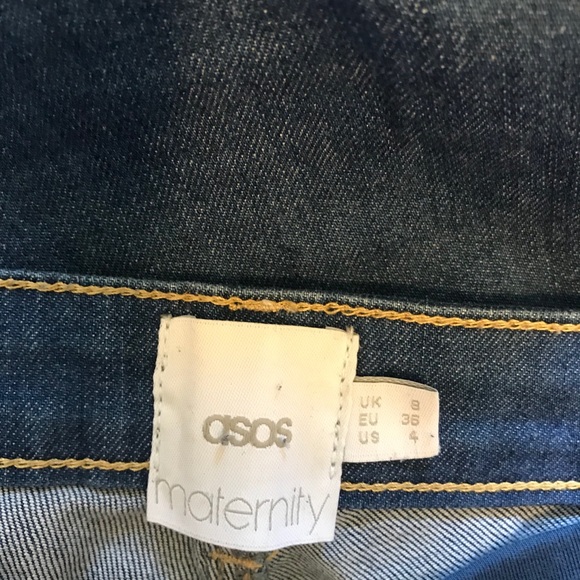 asos
maternity
UK 8
EU 36
US 4